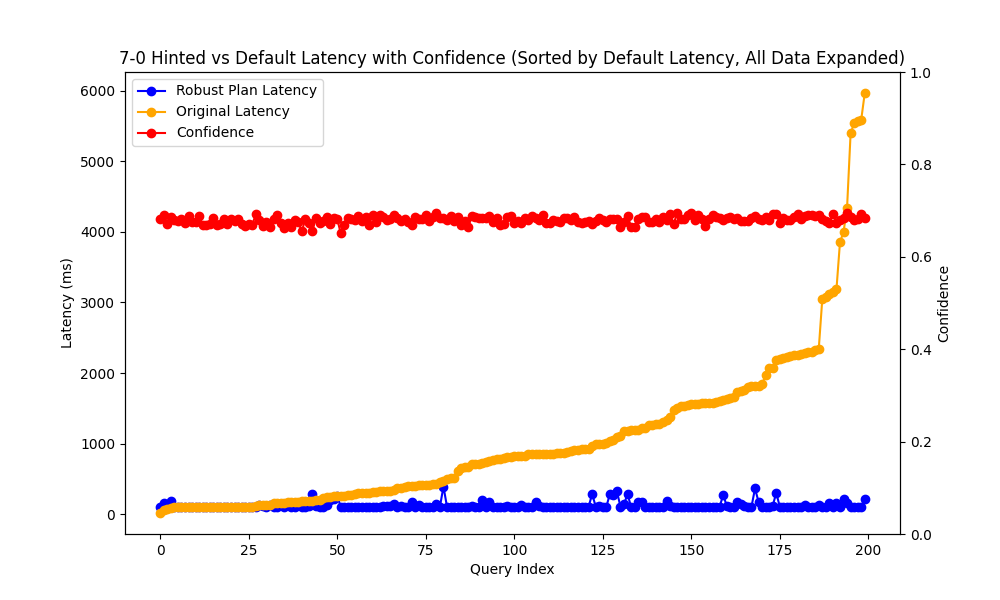 7-0 Hinted vs Default Latency with Confidence (Sorted by Default Latency, All Data Expanded)
Robust Plan Latency
Original Latency
Confidence
6000
5000
4000
3000
2000
1000
0
Latency (ms)
1.0
0.8
0.6
0.4
0.2
0.0
Confidence
0 25 50 75 100 125 150 175 200
Query Index